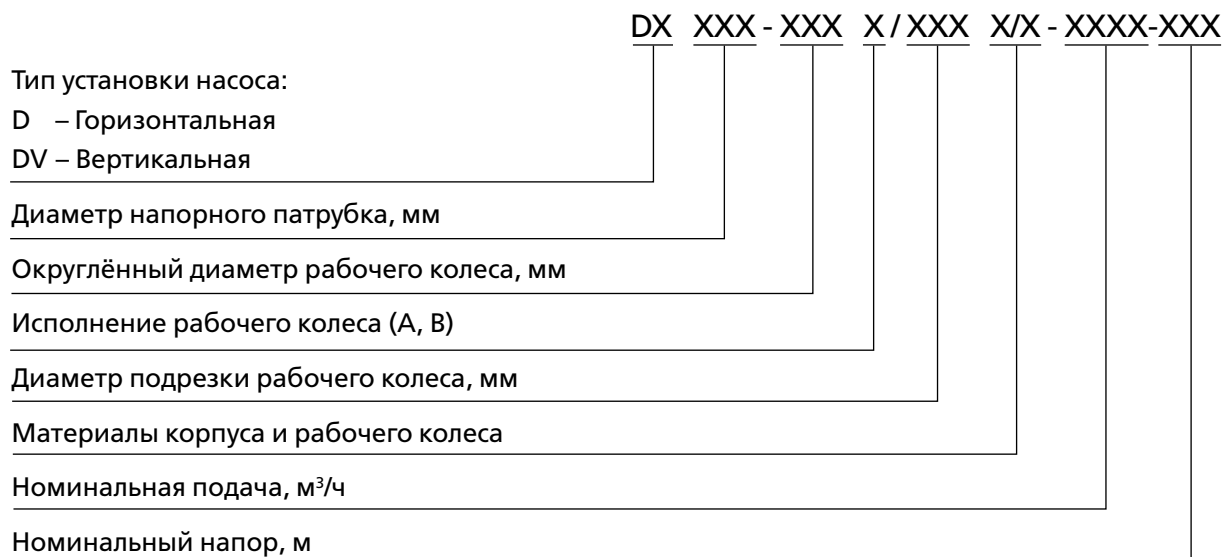 DX XXX - XXX X / XXX X/X - XXXX-XXX
Тип установки насоса:
D – Горизонтальная
DV – Вертикальная
Диаметр напорного патрубка, мм
Округлённый диаметр рабочего колеса, мм
Исполнение рабочего колеса (А, В)
Диаметр подрезки рабочего колеса, мм
Материалы корпуса и рабочего колеса
Номинальная подача, м³/ч
Номинальный напор, м